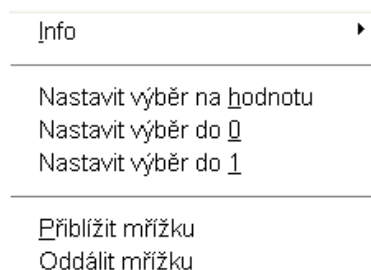 Info
Nastavit výběr na hodnotu
Nastavit výběr do 0
Nastavit výběr do 1
Přiblížit mřížku
Oddálit mřížku